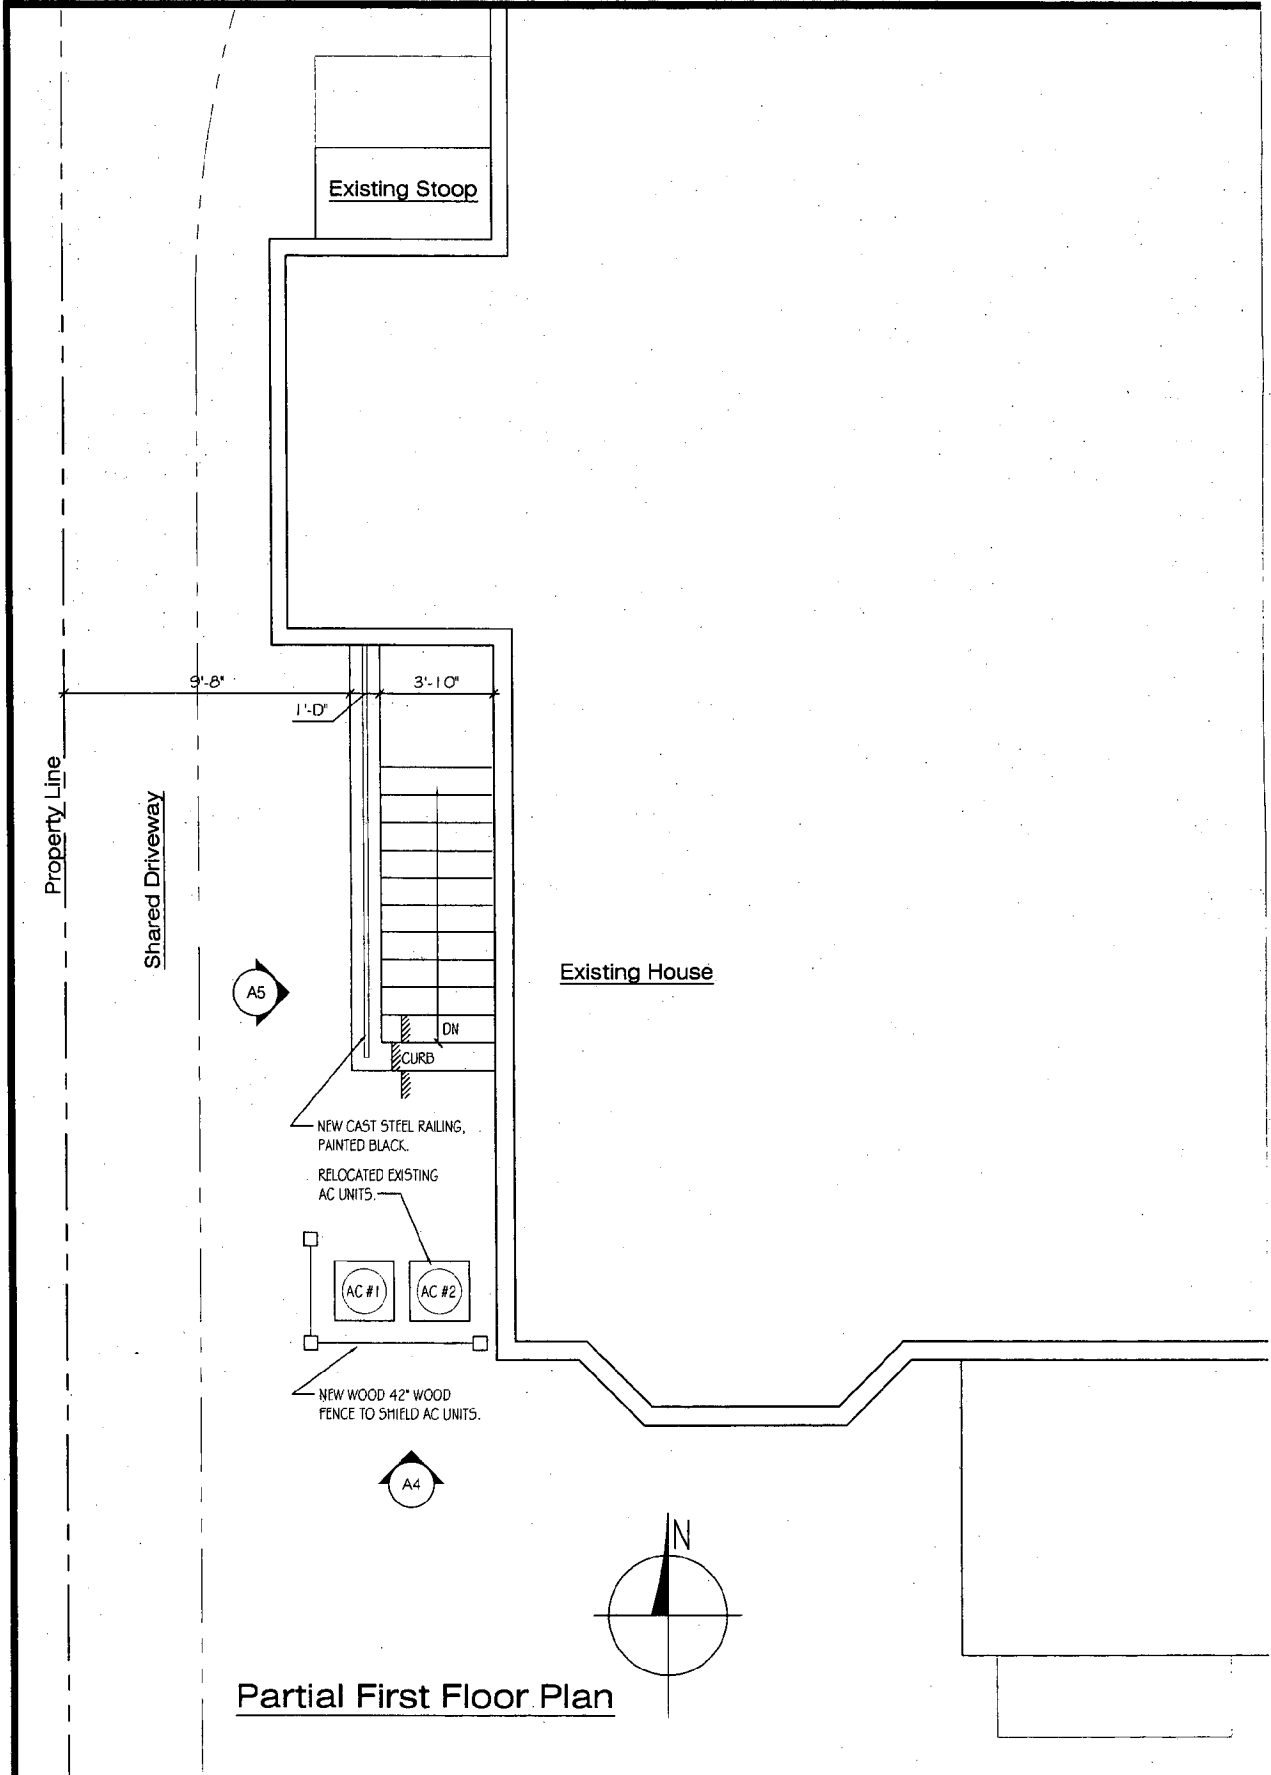 Existing Stoop
9'-8"
3'-10"
1'-0"
Property Line
Shared Driveway
A5
Existing House
DN
CURB
NEW CAST STEEL RAILING,
PAINTED BLACK.
RELOCATED EXISTING
AC UNITS.
AC #1
AC #2
NEW WOOD 42" WOOD
FENCE TO SHIELD AC UNITS.
A4
N
Partial First Floor Plan